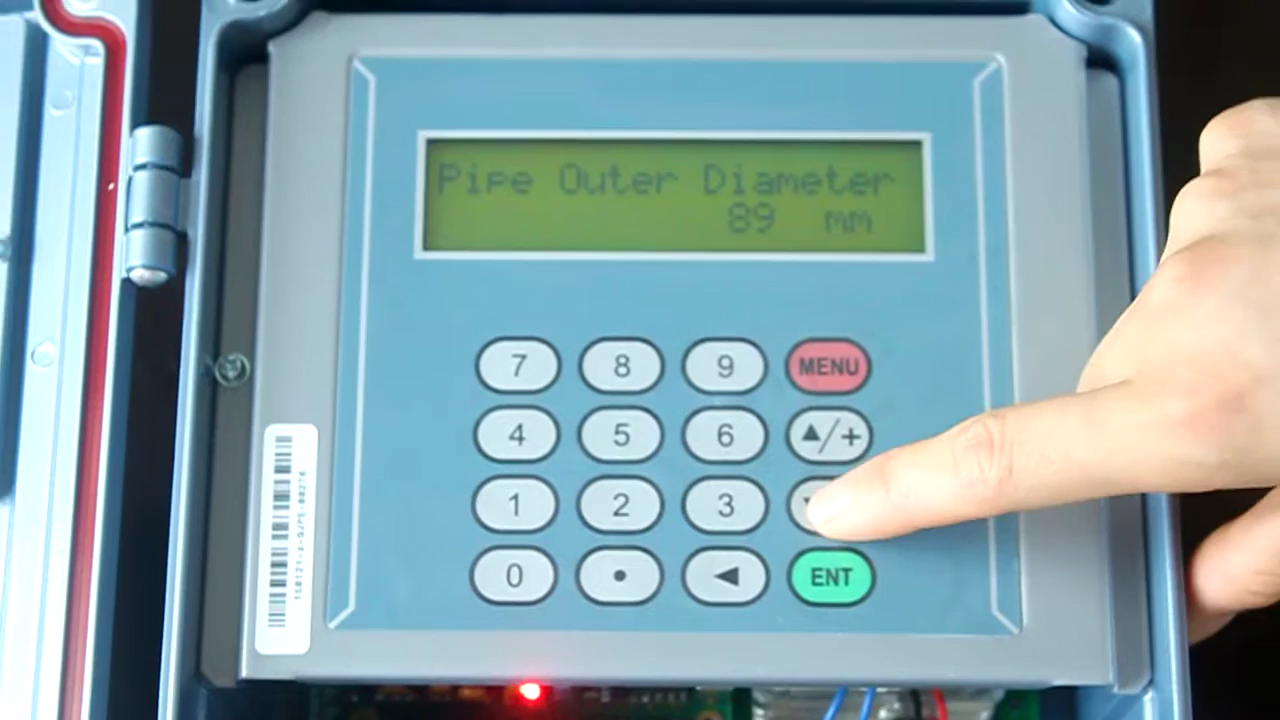 Pipe Outer Diameter
89 mm
7 8 9 MENU
4 5 6 ▲/+
1 2 3
0 • ◀ ENT